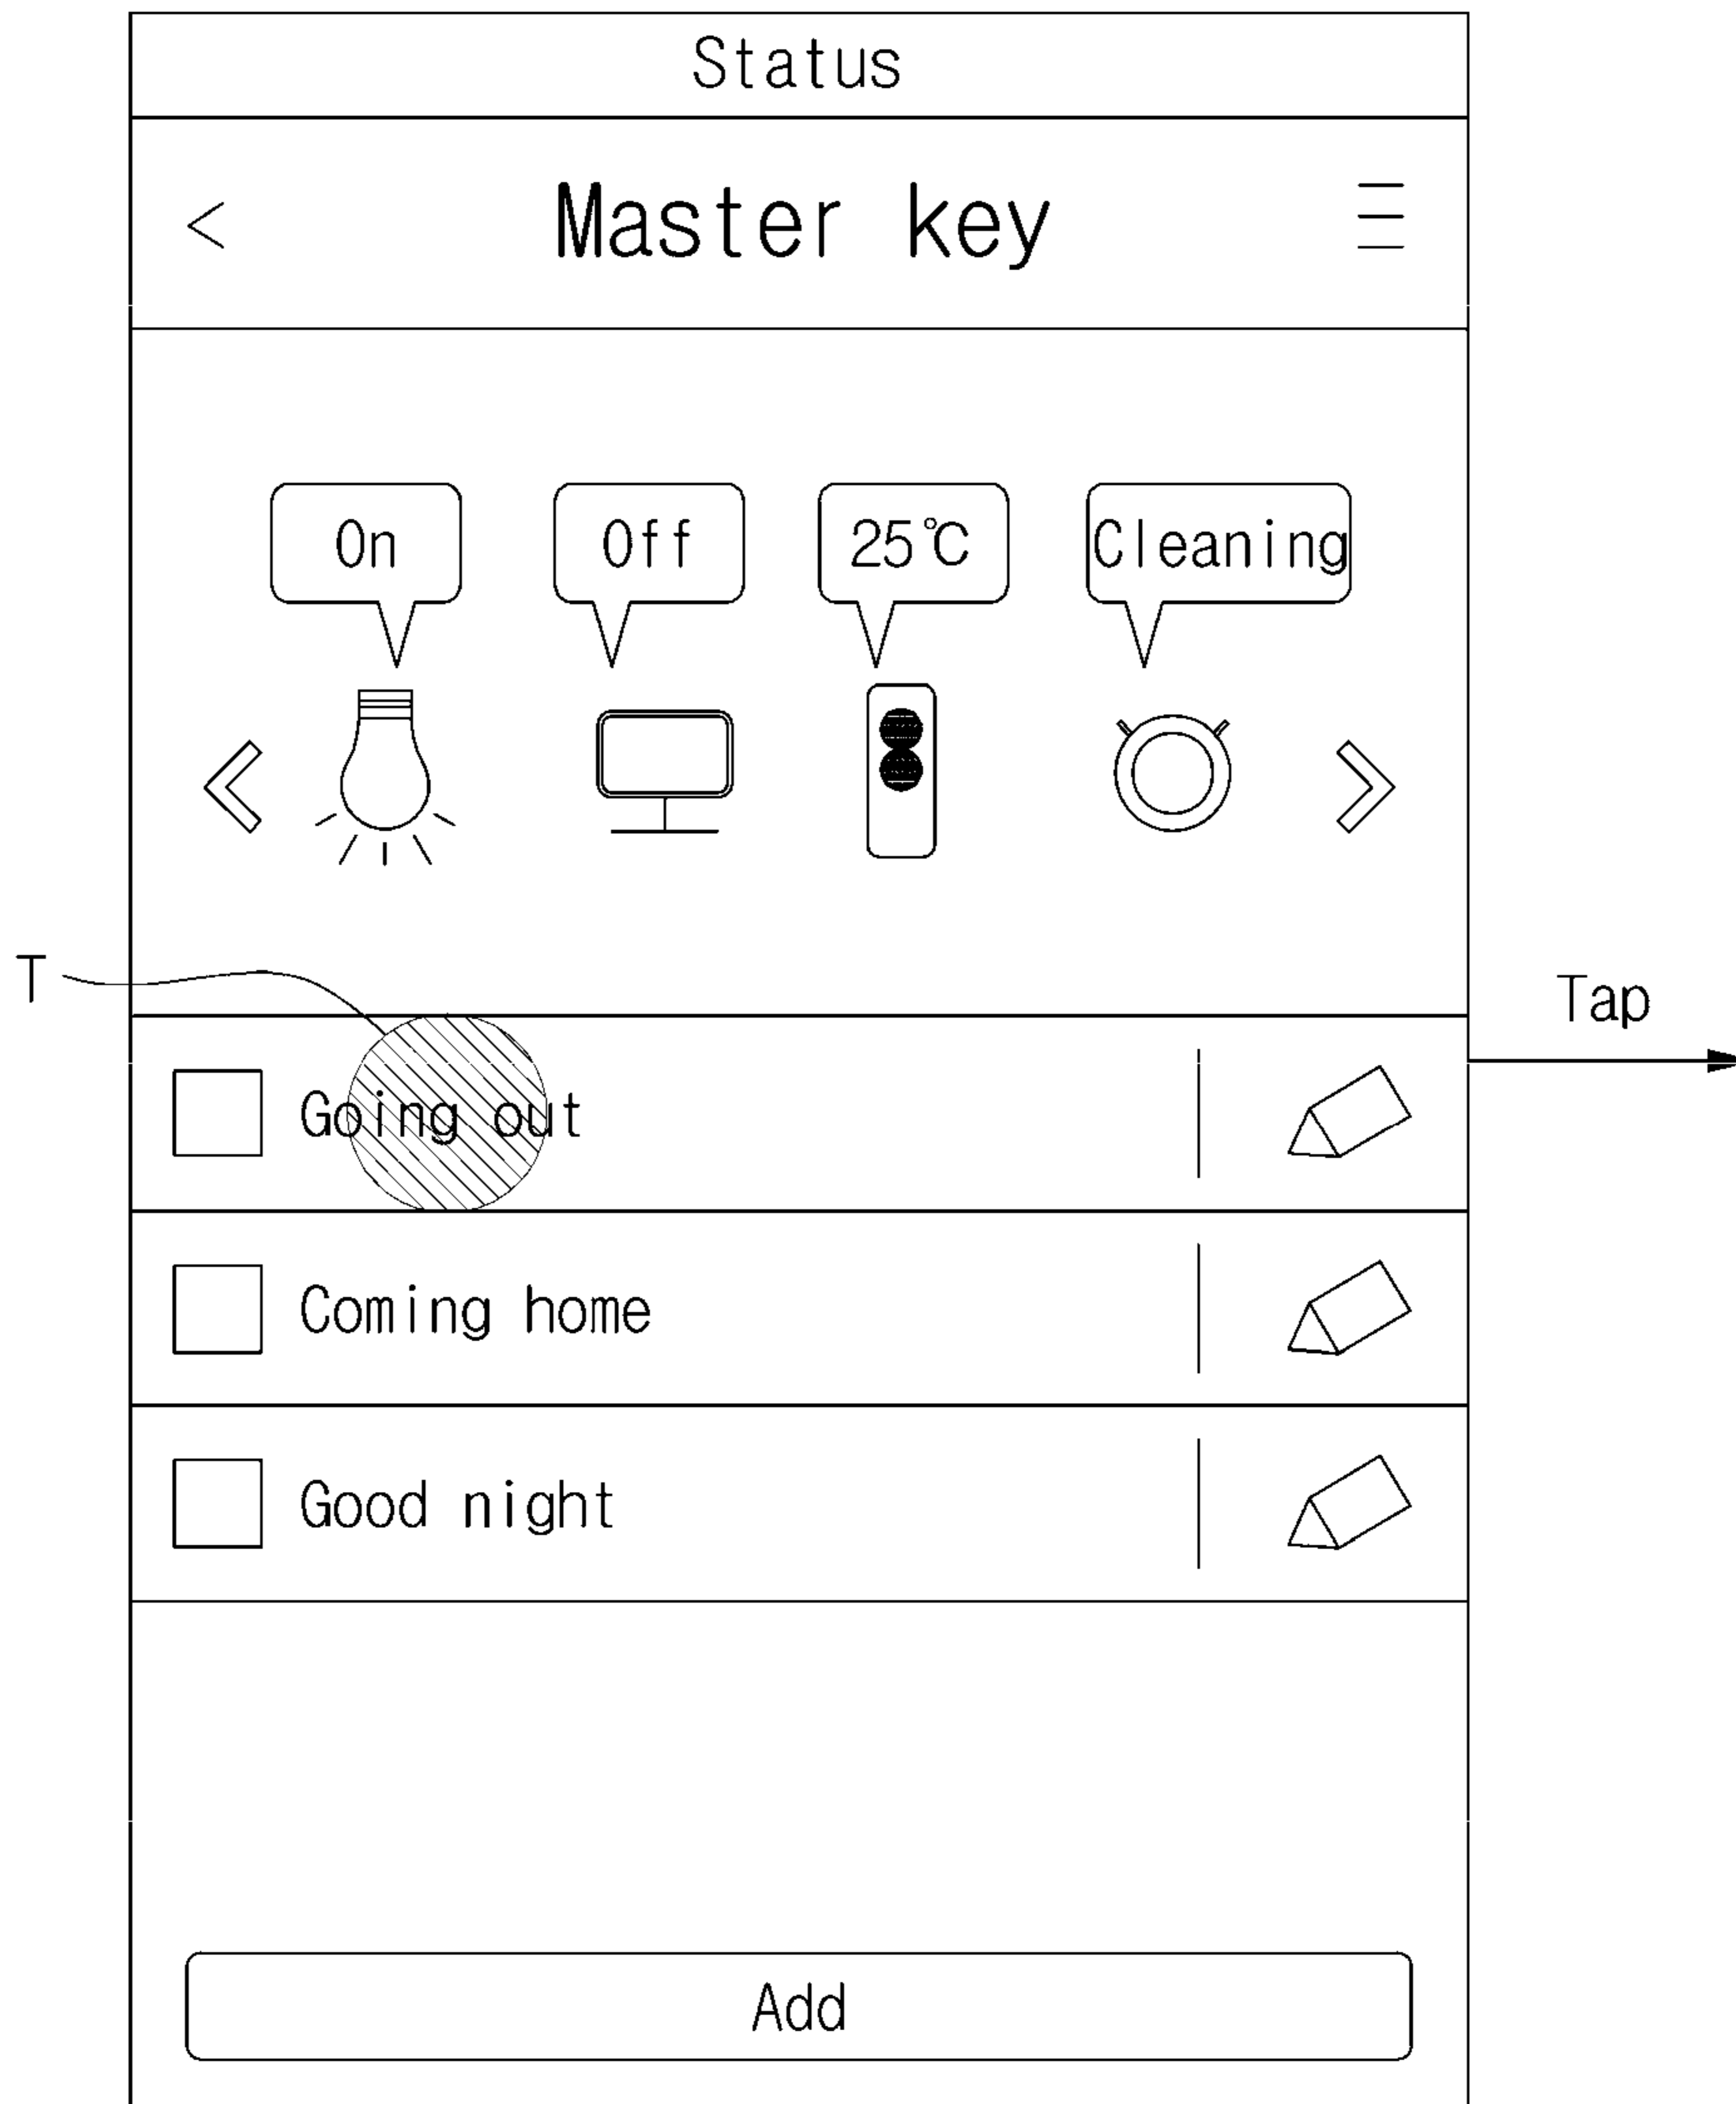 Status
Master key
On Off 25℃ Cleaning
T
Tap
Going out
Coming home
Good night
Add